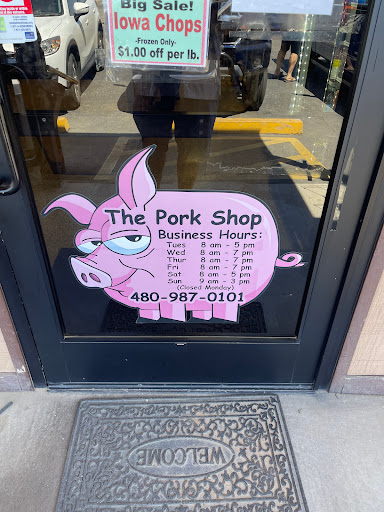 Big Sale!
Iowa Chops
-Frozen Only-
$1.00 off per lb.
The Pork Shop
Business Hours:
Tues 8 am - 5 pm
Wed 8 am - 7 pm
Thur 8 am - 7 pm
Fri 8 am - 7 pm
Sat 8 am - 5 pm
Sun 9 am - 3 pm
(Closed Monday)
480-987-0101
WELCOME